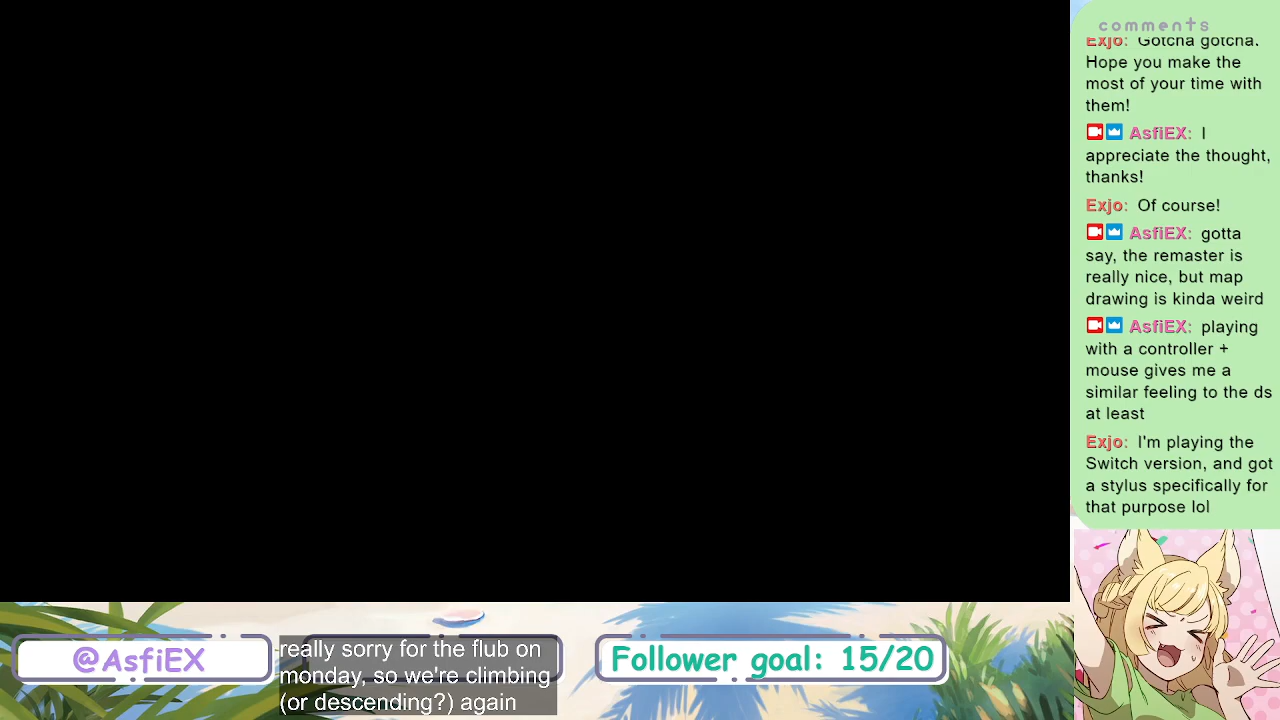 comments
Exjo: Gotcha gotcha.
Hope you make the
most of your time with
them!
AsfiEX: I
appreciate the thought,
thanks!
Exjo: Of course!
AsfiEX: gotta
say, the remaster is
really nice, but map
drawing is kinda weird
AsfiEX: playing
with a controller +
mouse gives me a
similar feeling to the ds
at least
Exjo: I'm playing the
Switch version, and got
a stylus specifically for
that purpose lol
@AsfiEX
really sorry for the flub on
monday, so we're climbing
(or descending?) again
Follower goal: 15/20